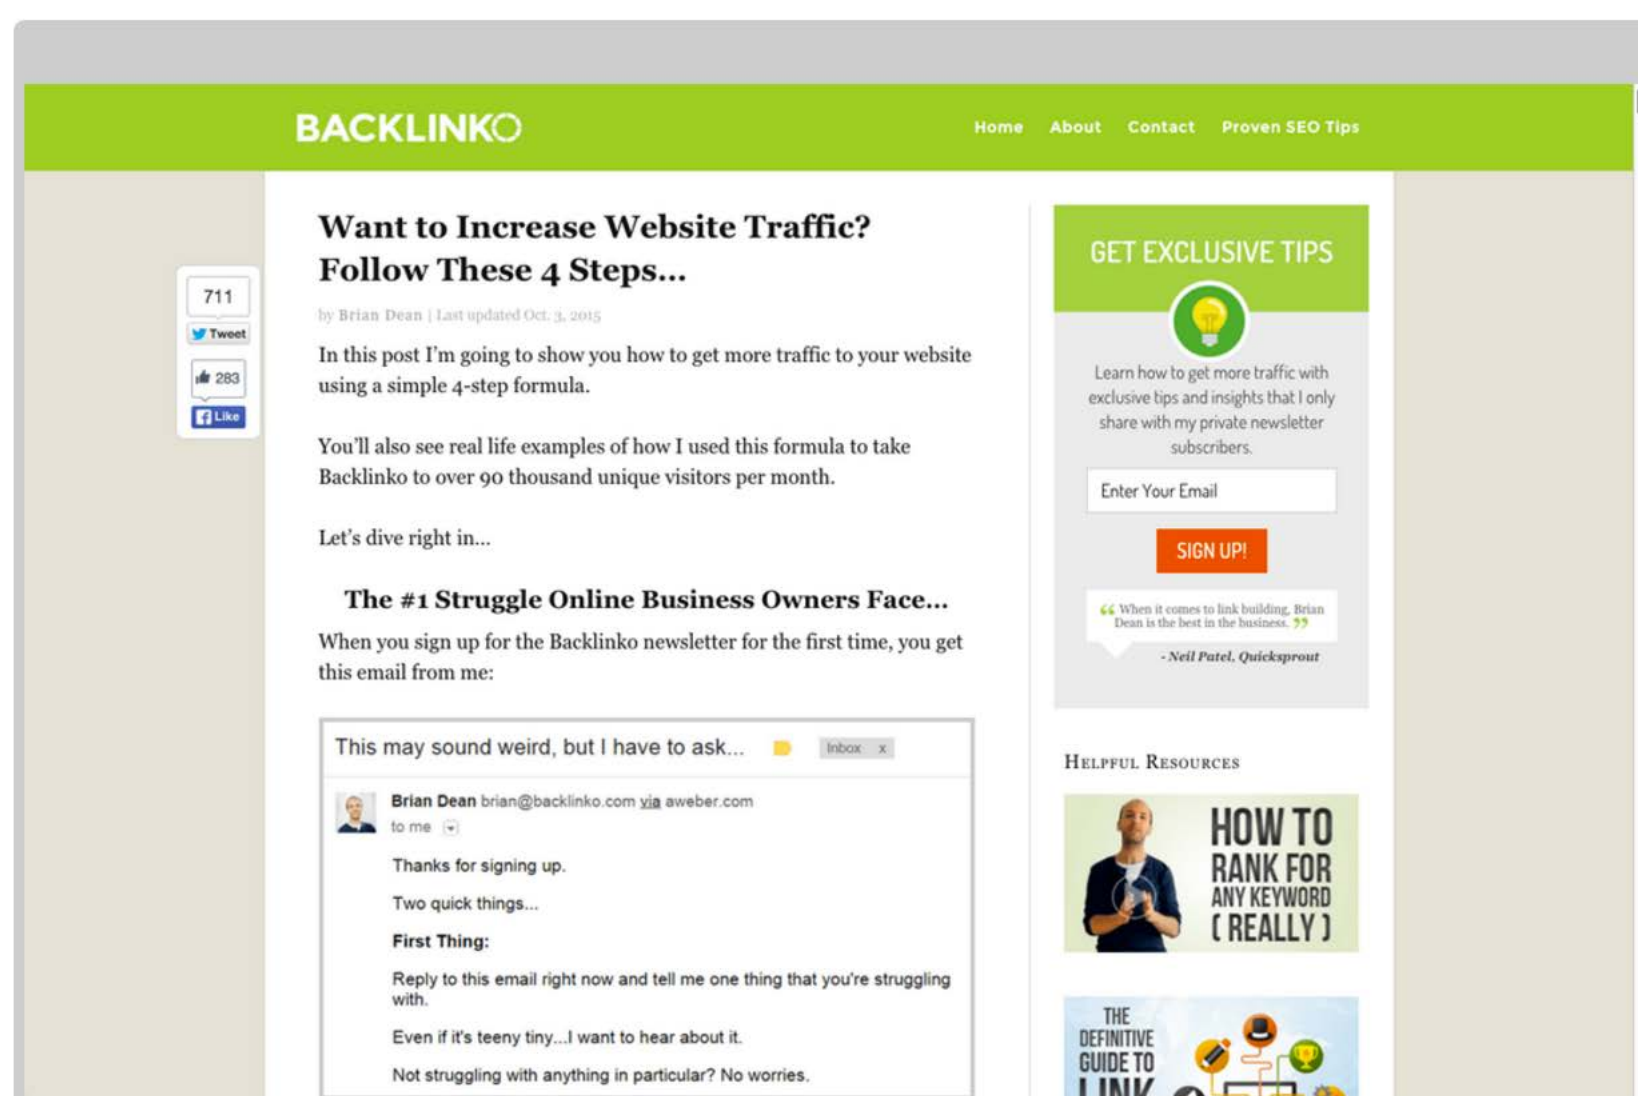 BACKLINKO
Home About Contact Proven SEO Tips
711
Tweet
283
Like
Want to Increase Website Traffic?
Follow These 4 Steps...
by Brian Dean | Last updated Oct. 3, 2015
In this post I'm going to show you how to get more traffic to your website
using a simple 4-step formula.
You'll also see real life examples of how I used this formula to take
Backlinko to over 90 thousand unique visitors per month.
Let's dive right in...
The #1 Struggle Online Business Owners Face...
When you sign up for the Backlinko newsletter for the first time, you get
this email from me:
This may sound weird, but I have to ask... Inbox x
Brian Dean brian@backlinko.com via aweber.com
to me
Thanks for signing up.
Two quick things...
First Thing:
Reply to this email right now and tell me one thing that you're struggling
with.
Even if it's teeny tiny...I want to hear about it.
Not struggling with anything in particular? No worries.
GET EXCLUSIVE TIPS
Learn how to get more traffic with
exclusive tips and insights that I only
share with my private newsletter
subscribers.
Enter Your Email
SIGN UP!
“ When it comes to link building, Brian
Dean is the best in the business. ”
- Neil Patel, Quicksprout
HELPFUL RESOURCES
HOW TO
RANK FOR
ANY KEYWORD
( REALLY )
THE
DEFINITIVE
GUIDE TO
LINK